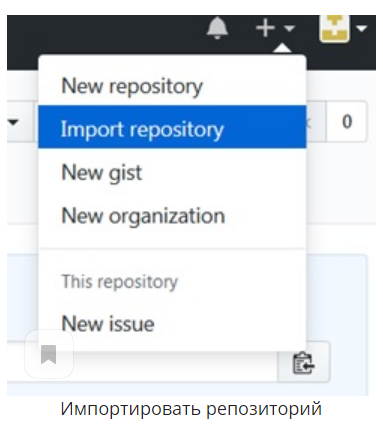 New repository
Import repository
0
New gist
New organization
This repository
New issue
Импортировать репозиторий